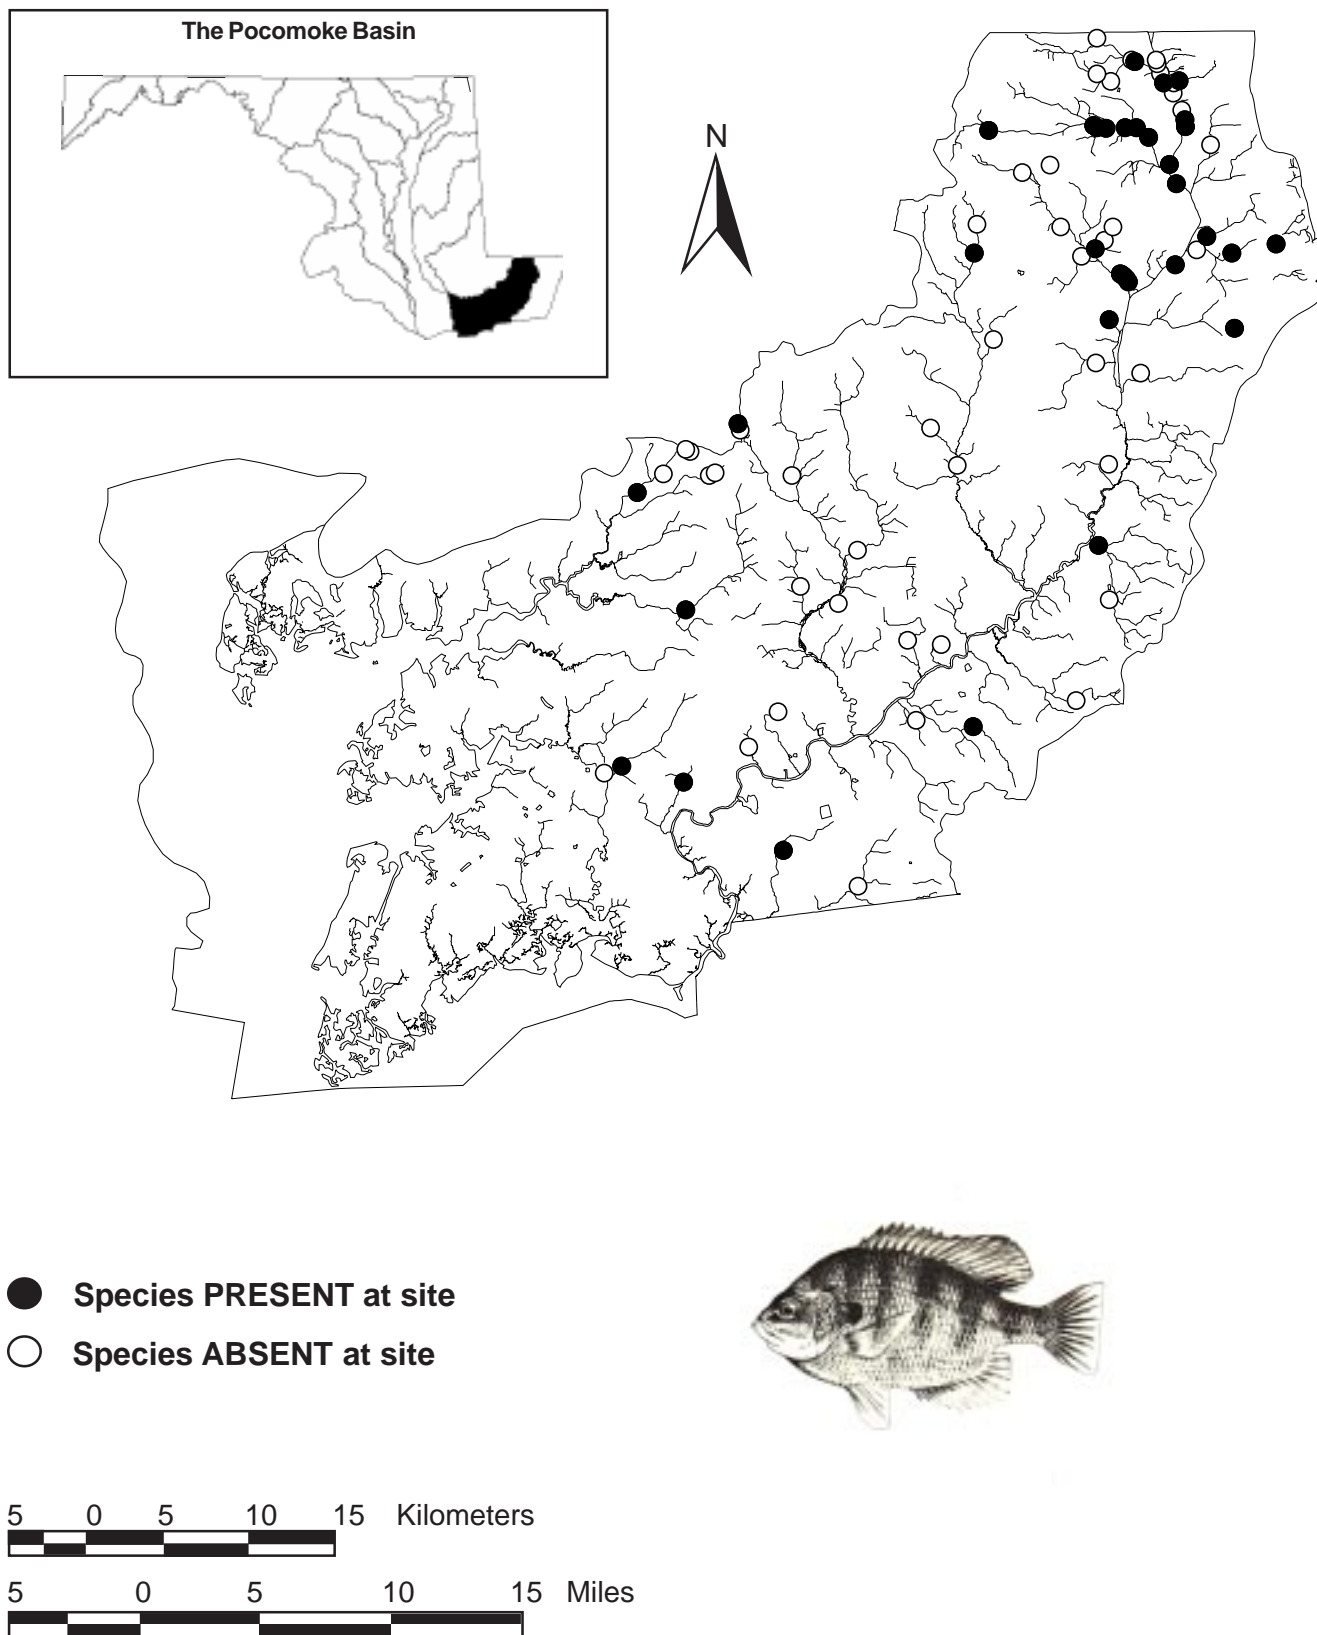 The Pocomoke Basin
N
Species PRESENT at site
Species ABSENT at site
5 0 5 10 15 Kilometers
5 0 5 10 15 Miles